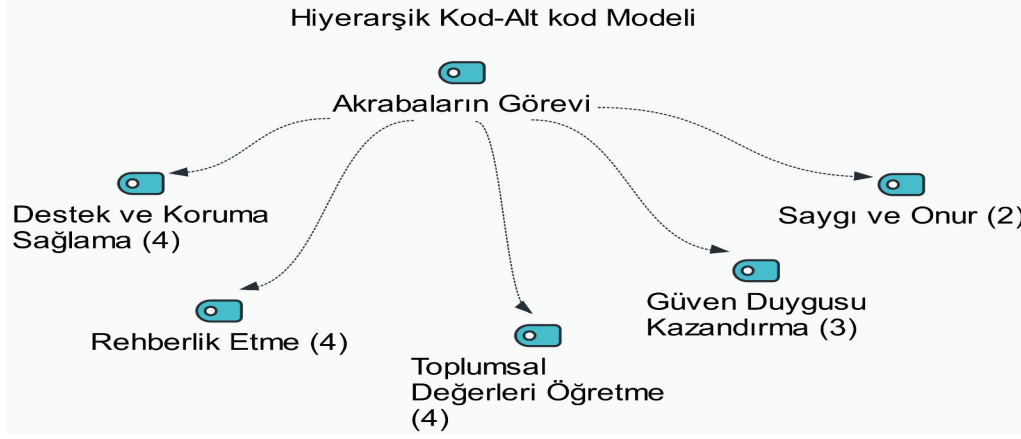 Hiyerarşik Kod-Alt kod Modeli
Akrabaların Görevi
Destek ve Koruma
Sağlama (4)
Rehberlik Etme (4)
Toplumsal
Değerleri Öğretme
(4)
Güven Duygusu
Kazandırma (3)
Saygı ve Onur (2)